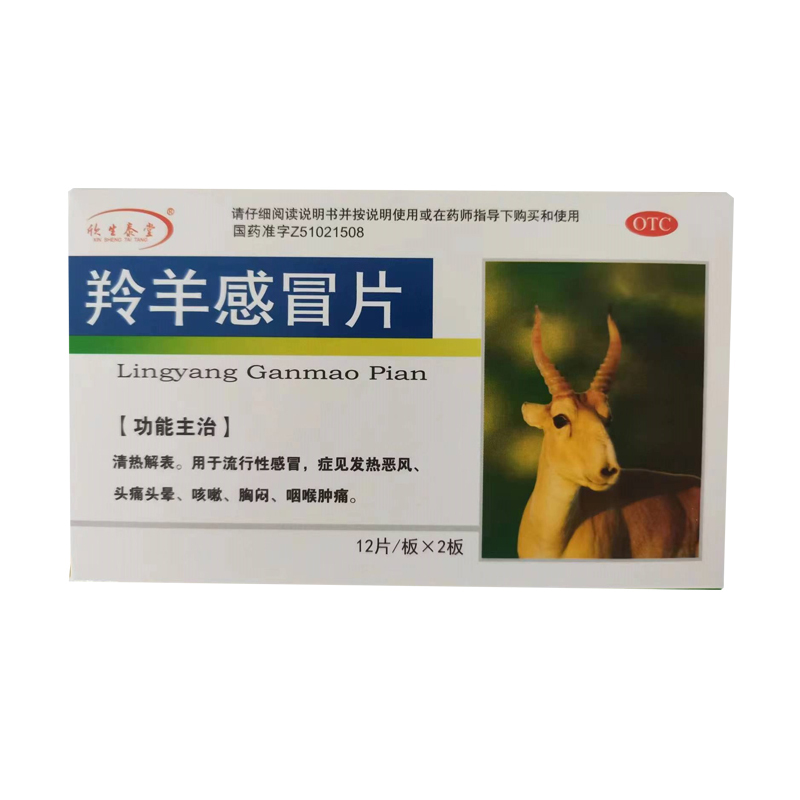 欣生泰堂®
XIN SHENG TAI TANG
请仔细阅读说明书并按说明使用或在药师指导下购买和使用
国药准字Z51021508
OTC
羚羊感冒片
Lingyang Ganmao Pian
【功能主治】
清热解表。用于流行性感冒，症见发热恶风、
头痛头晕、咳嗽、胸闷、咽喉肿痛。
12片/板×2板